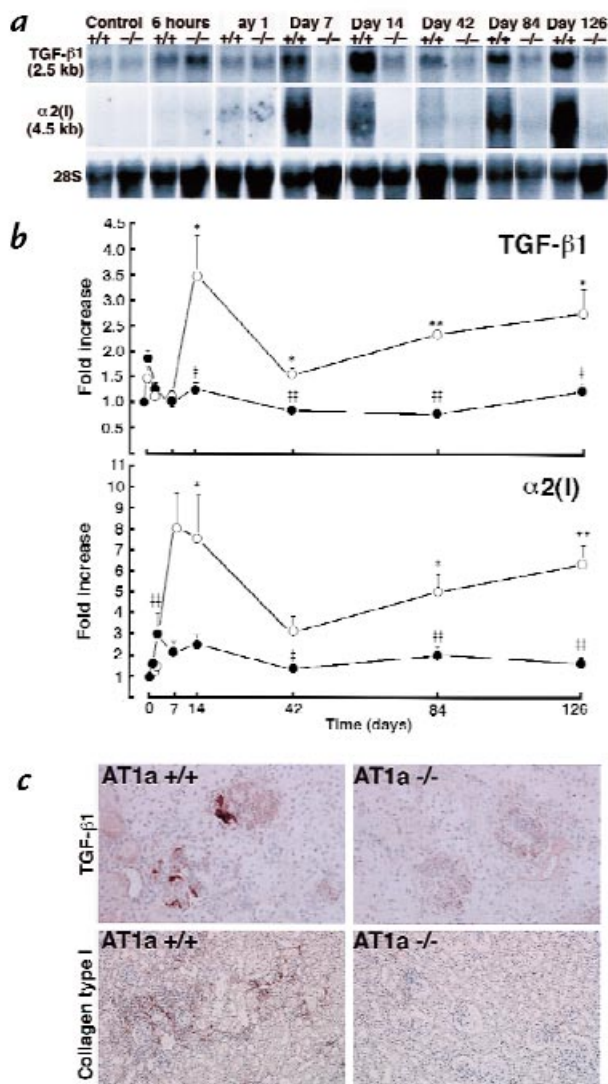 a
Control 6 hours ay 1 Day 7 Day 14 Day 42 Day 84 Day 126
+/+ -/- +/+ -/- +/+ -/- +/+ -/- +/+ -/- +/+ -/- +/+ -/- +/+ -/-
TGF-β1
(2.5 kb)
α2(I)
(4.5 kb)
28S
b
TGF-β1
Fold increase
4.5
4.0
3.5
3.0
2.5
2.0
1.5
1.0
0.5
* * ** *
‡ ‡‡ ‡‡ ‡
α2(I)
Fold increase
11
10
9
8
7
6
5
4
3
2
1
‡‡ ‡ ‡‡ ‡‡
0 7 14 42 84 126
Time (days)
c
AT1a +/+ AT1a -/-
TGF-β1
AT1a +/+ AT1a -/-
Collagen type I